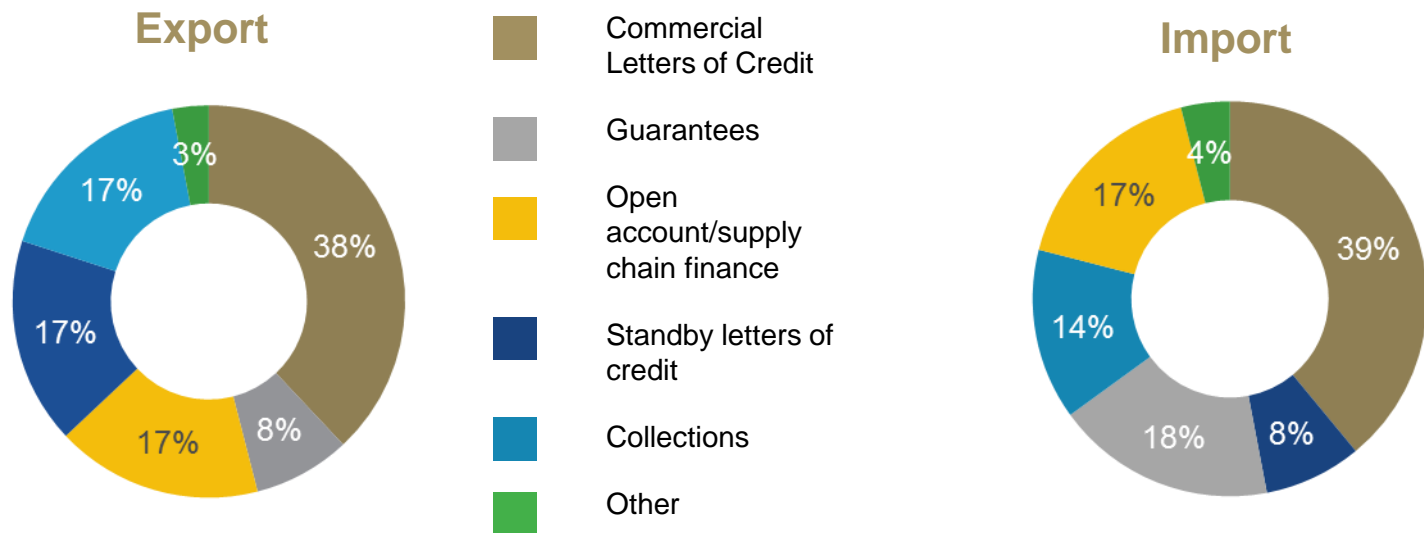 Export
3%
17%
38%
17%
17%
8%
Commercial
Letters of Credit
Guarantees
Open
account/supply
chain finance
Standby letters of
credit
Collections
Other
Import
4%
17%
39%
14%
18%
8%